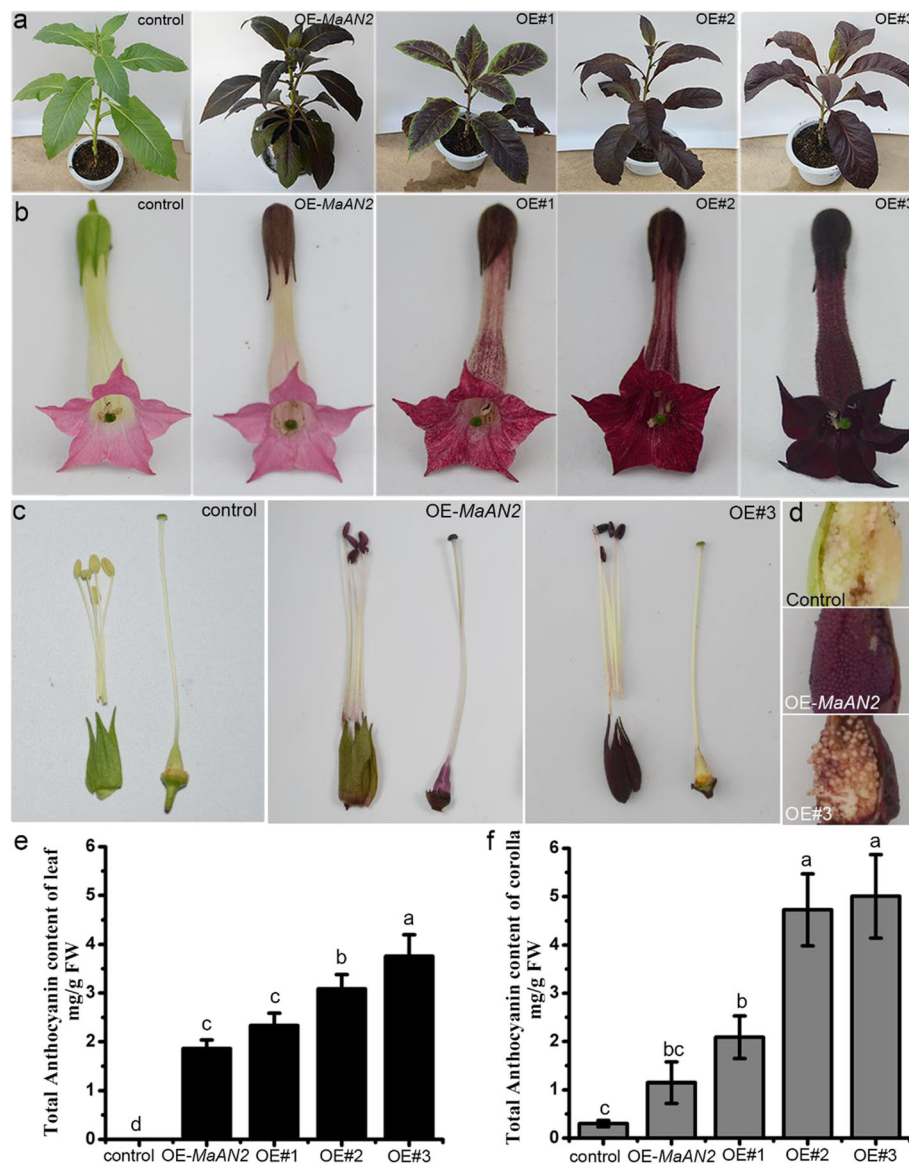 a
control
OE-MaAN2
OE#1
OE#2
OE#3
b
control
OE-MaAN2
OE#1
OE#2
OE#3
c
control
OE-MaAN2
OE#3
d
Control
OE-MaAN2
OE#3
e
Total Anthocyanin content of leaf
mg/g FW
6
5
4
3
2
1
0
d
c
c
b
a
control
OE-MaAN2
OE#1
OE#2
OE#3
f
Total Anthocyanin content of corolla
mg/g FW
6
5
4
3
2
1
0
c
bc
b
a
a
control
OE-MaAN2
OE#1
OE#2
OE#3